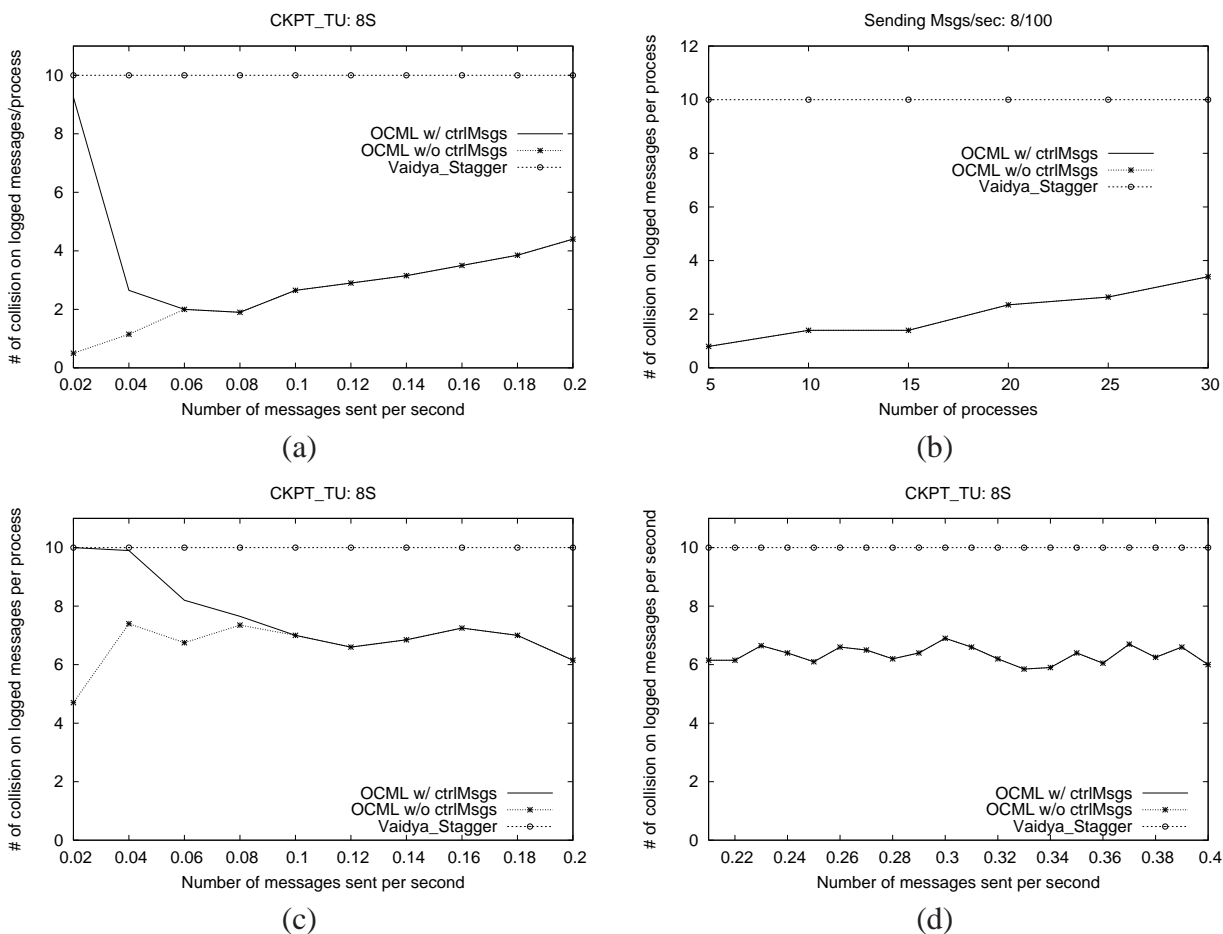 CKPT_TU: 8S
# of collision on logged messages/process
10
8
6
4
2
0
OCML w/ ctrlMsgs
OCML w/o ctrlMsgs
Vaidya_Stagger
0.02 0.04 0.06 0.08 0.1 0.12 0.14 0.16 0.18 0.2
Number of messages sent per second
(a)
Sending Msgs/sec: 8/100
# of collision on logged messages per process
12
10
8
6
4
2
0
OCML w/ ctrlMsgs
OCML w/o ctrlMsgs
Vaidya_Stagger
5 10 15 20 25 30
Number of processes
(b)
CKPT_TU: 8S
# of collision on logged messages per process
10
8
6
4
2
0
OCML w/ ctrlMsgs
OCML w/o ctrlMsgs
Vaidya_Stagger
0.02 0.04 0.06 0.08 0.1 0.12 0.14 0.16 0.18 0.2
Number of messages sent per second
(c)
CKPT_TU: 8S
# of collision on logged messages per second
10
8
6
4
2
0
OCML w/ ctrlMsgs
OCML w/o ctrlMsgs
Vaidya_Stagger
0.22 0.24 0.26 0.28 0.3 0.32 0.34 0.36 0.38 0.4
Number of messages sent per second
(d)